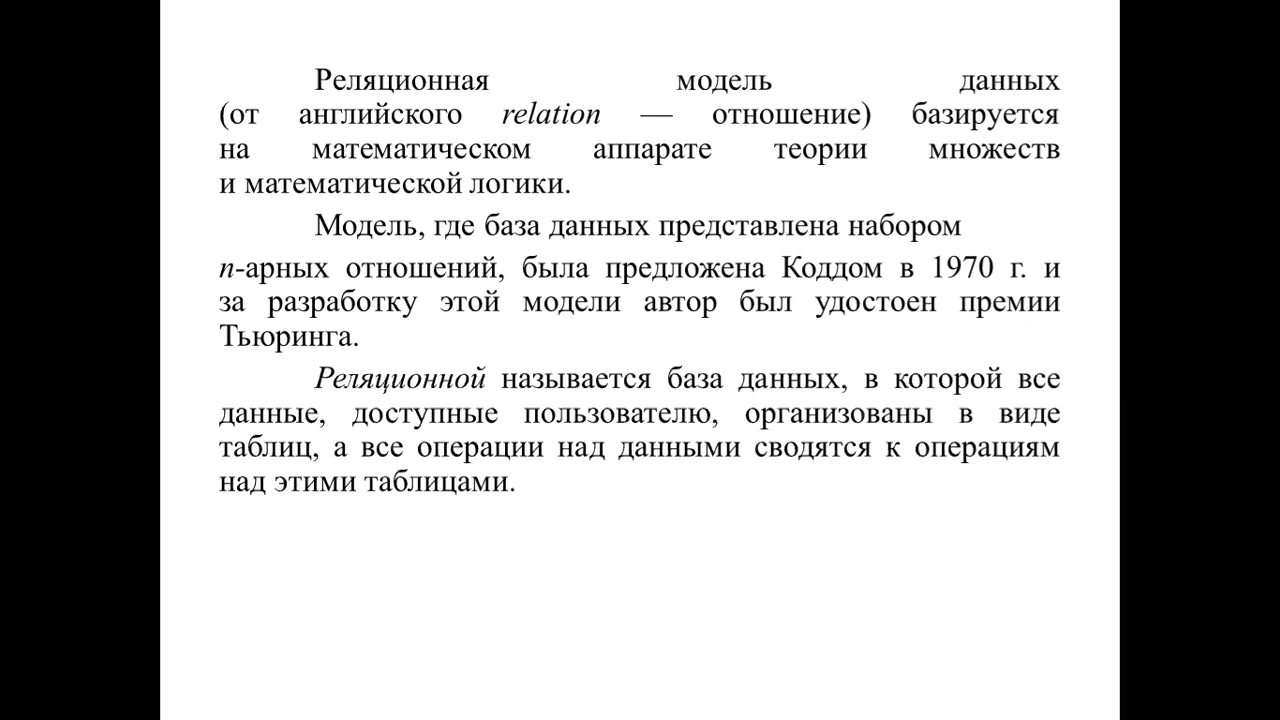 Реляционная модель данных
(от английского relation — отношение) базируется
на математическом аппарате теории множеств
и математической логики.
Модель, где база данных представлена набором
n-арных отношений, была предложена Коддом в 1970 г. и
за разработку этой модели автор был удостоен премии
Тьюринга.
Реляционной называется база данных, в которой все
данные, доступные пользователю, организованы в виде
таблиц, а все операции над данными сводятся к операциям
над этими таблицами.